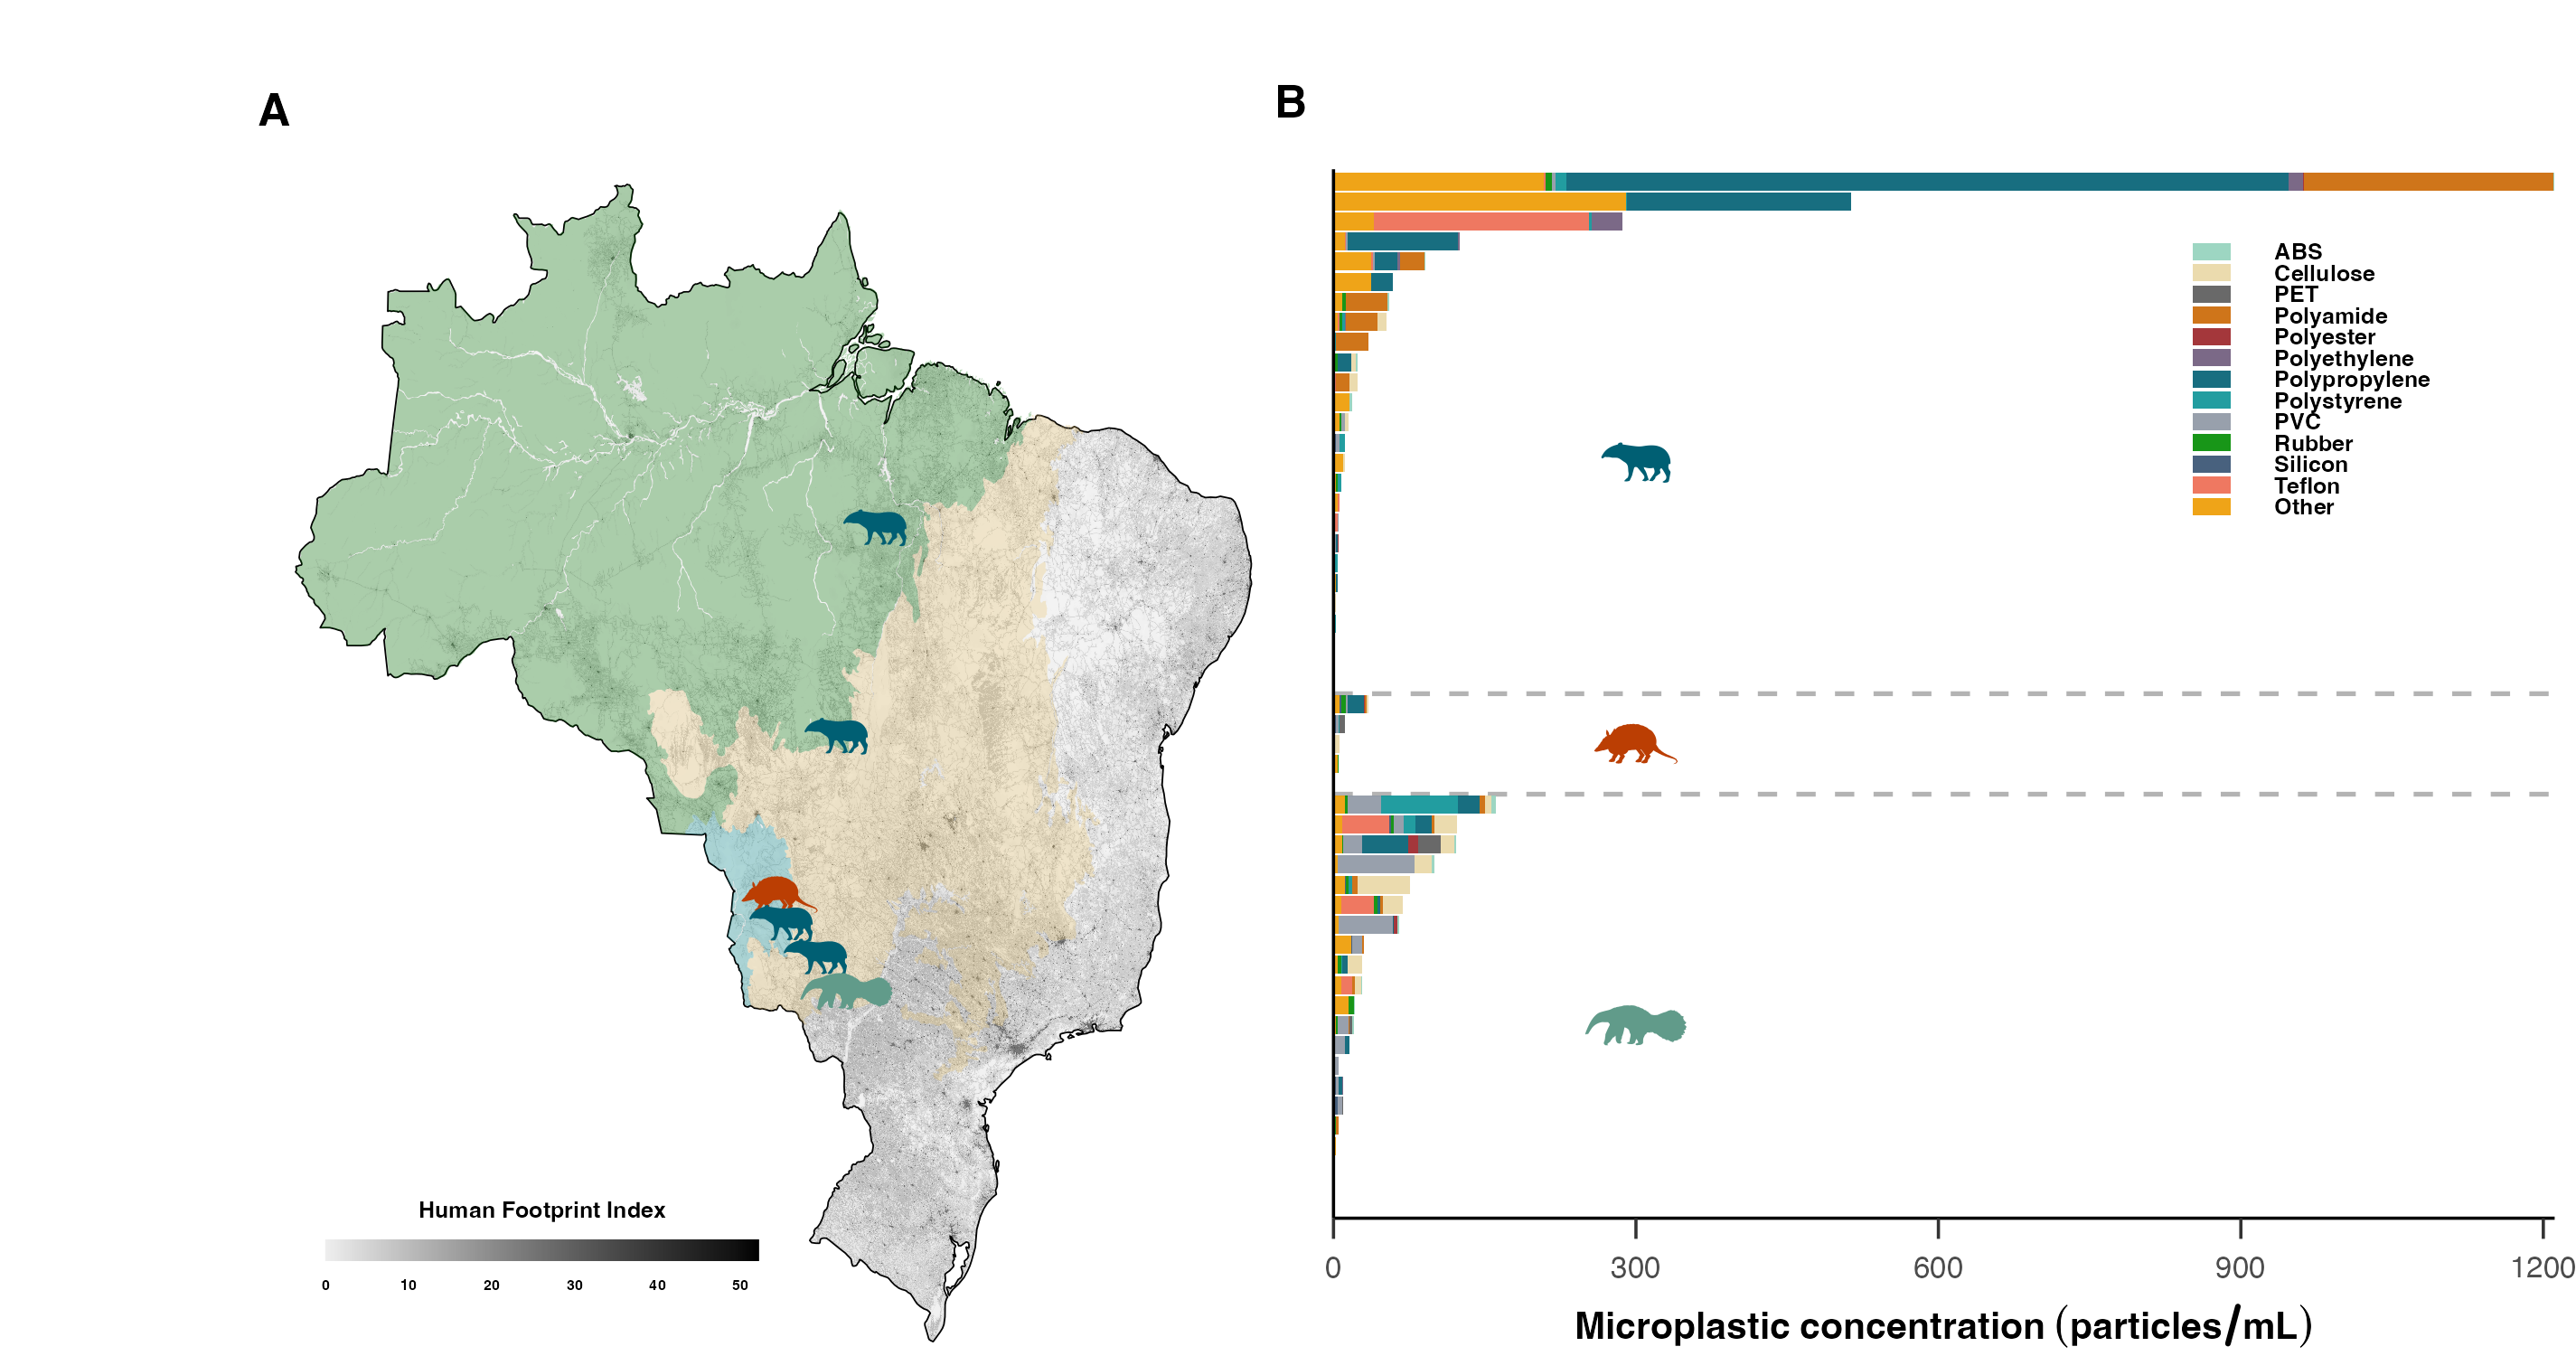 A
B
ABS
Cellulose
PET
Polyamide
Polyester
Polyethylene
Polypropylene
Polystyrene
PVC
Rubber
Silicon
Teflon
Other
Human Footprint Index
0 10 20 30 40 50
0 300 600 900 1200
Microplastic concentration (particles/mL)